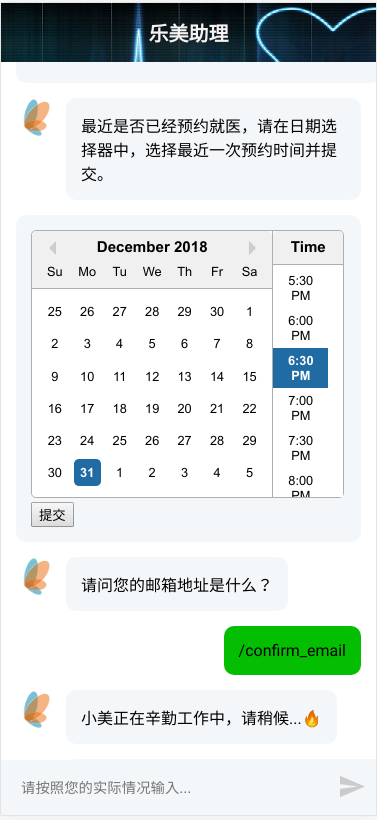 乐美助理
最近是否已经预约就医，请在日期选
择器中，选择最近一次预约时间并提
交。
December 2018
Time
Su Mo Tu We Th Fr Sa
25 26 27 28 29 30 1
2 3 4 5 6 7 8
9 10 11 12 13 14 15
16 17 18 19 20 21 22
23 24 25 26 27 28 29
30 31 1 2 3 4 5
5:30
PM
6:00
PM
6:30
PM
7:00
PM
7:30
PM
8:00
PM
提交
请问您的邮箱地址是什么？
/confirm_email
小美正在辛勤工作中，请稍候...🔥
请按照您的实际情况输入...